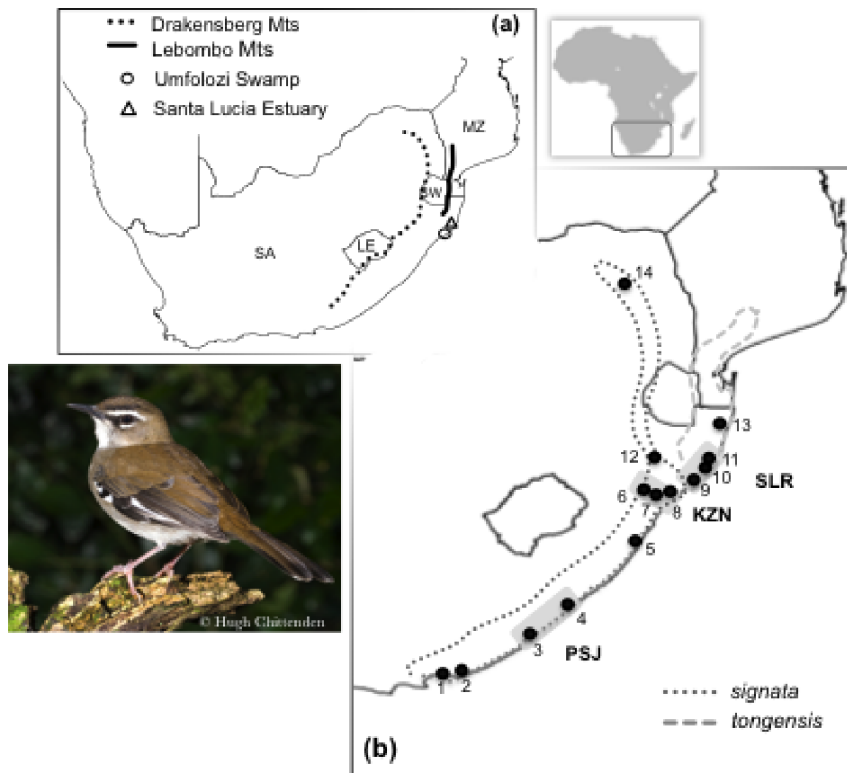 (a)
Drakensberg Mts
Lebombo Mts
Umfolozi Swamp
Santa Lucia Estuary
MZ
SA
LE
14
13
12
11
10
9
SLR
6
7
8
KZN
5
4
3
PSJ
1
2
© Hugh Chittenden
signata
tongensis
(b)